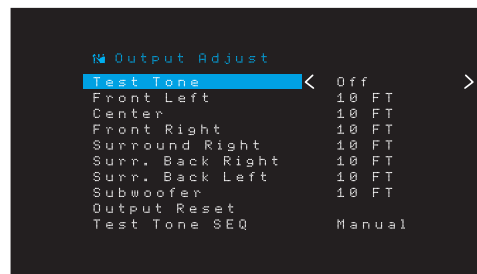 Output Adjust
Test Tone < Off >
Front Left 10 FT
Center 10 FT
Front Right 10 FT
Surround Right 10 FT
Surr. Back Right 10 FT
Surr. Back Left 10 FT
Subwoofer 10 FT
Output Reset
Test Tone SEQ Manual